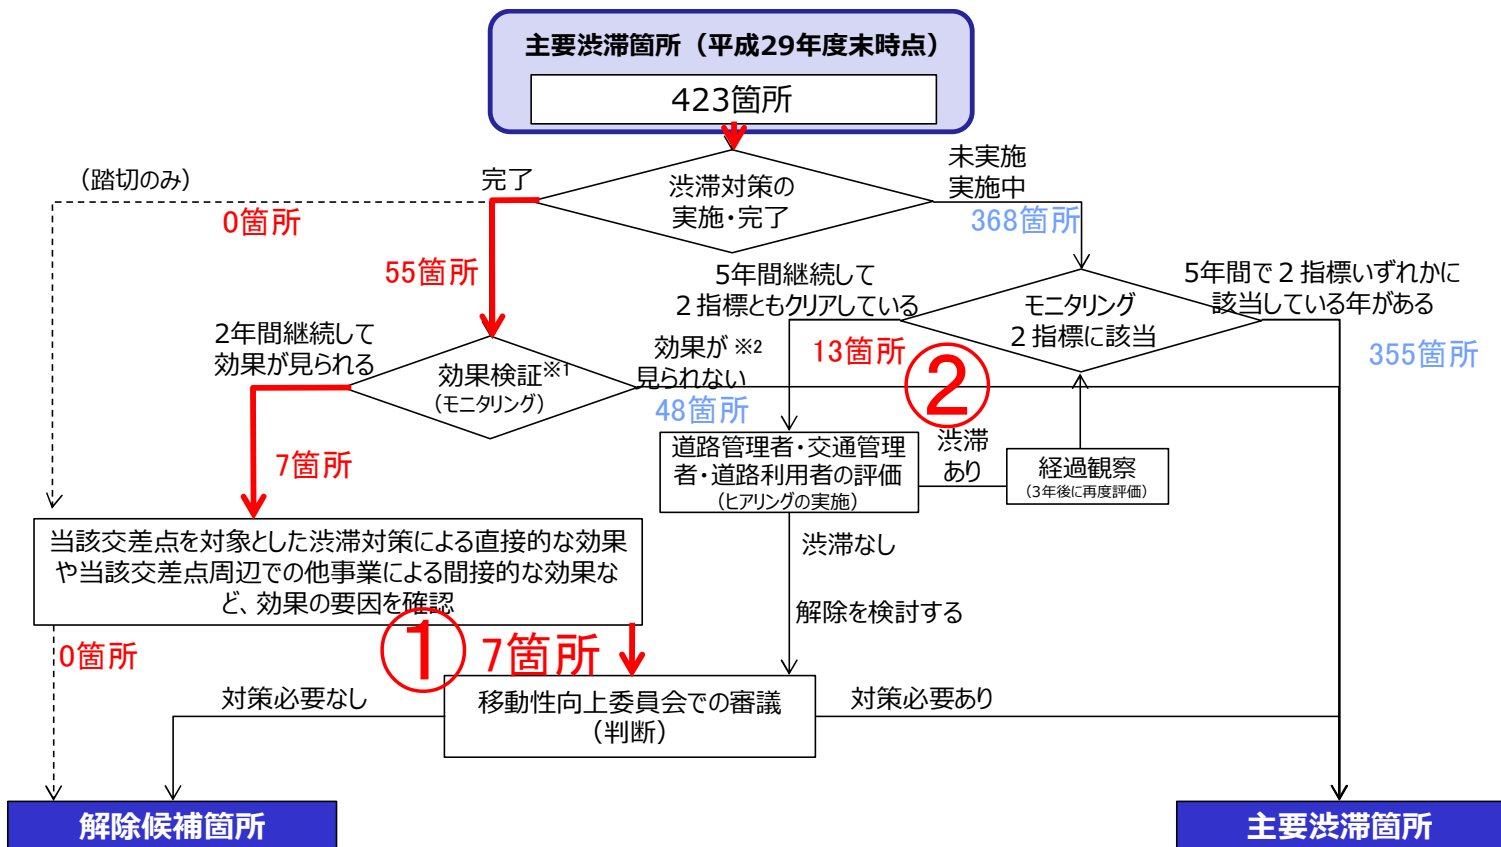 主要渋滞箇所（平成29年度末時点）
423箇所
渋滞対策の
実施・完了
（踏切のみ）
完了
未実施
実施中
0箇所
368箇所
55箇所
5年間継続して
２指標ともクリアしている
モニタリング
２指標に該当
5年間で２指標いずれかに
該当している年がある
13箇所
355箇所
2年間継続して
効果が見られる
効果検証※1
（モニタリング）
効果が ※2
見られない
48箇所
②
7箇所
道路管理者・交通管理
者・道路利用者の評価
（ヒアリングの実施）
渋滞
あり
経過観察
（3年後に再度評価）
当該交差点を対象とした渋滞対策による直接的な効果
や当該交差点周辺での他事業による間接的な効果な
ど、効果の要因を確認
渋滞なし
解除を検討する
0箇所
① 7箇所
対策必要なし
移動性向上委員会での審議
（判断）
対策必要あり
解除候補箇所
主要渋滞箇所